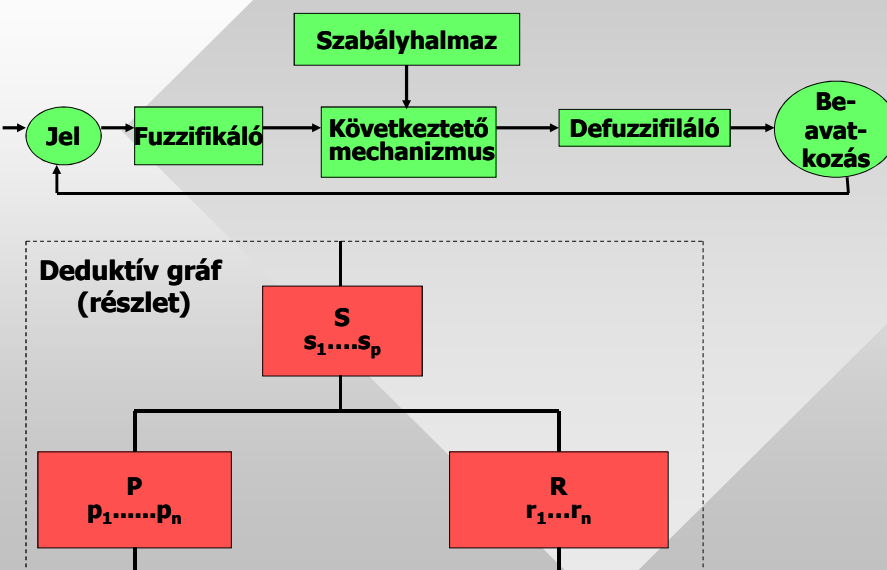 Szabályhalmaz
Jel
Fuzzifikáló
Következtető
mechanizmus
Defuzzifiláló
Be-
avat-
kozás
Deduktív gráf
(részlet)
S
s₁....sₚ
P
p₁......pₙ
R
r₁...rₙ